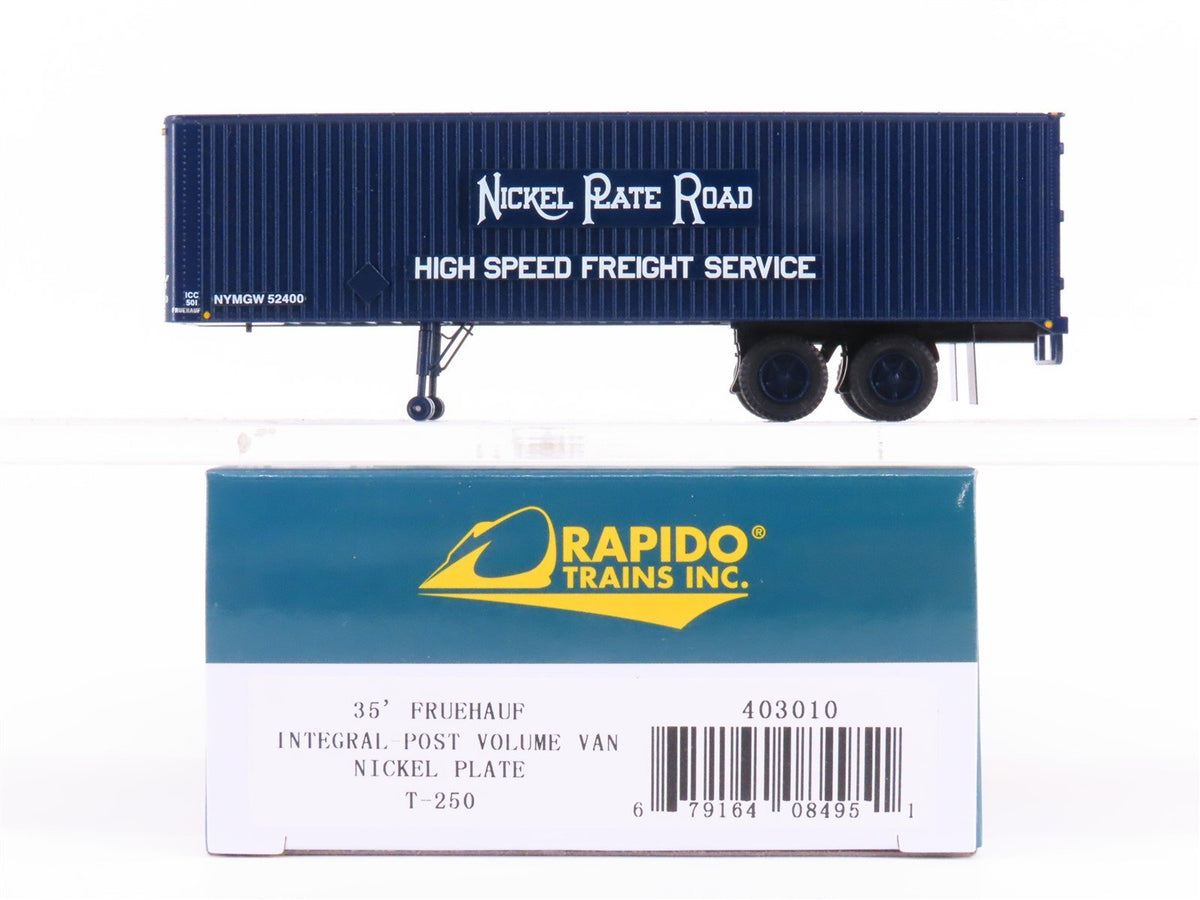 NICKEL PLATE ROAD
HIGH SPEED FREIGHT SERVICE
ICC
501
FRUEHAUF
NYMGW 52400
RAPIDO®
TRAINS INC.
35' FRUEHAUF
INTEGRAL-POST VOLUME VAN
NICKEL PLATE
T-250
403010
6 79164 08495 1